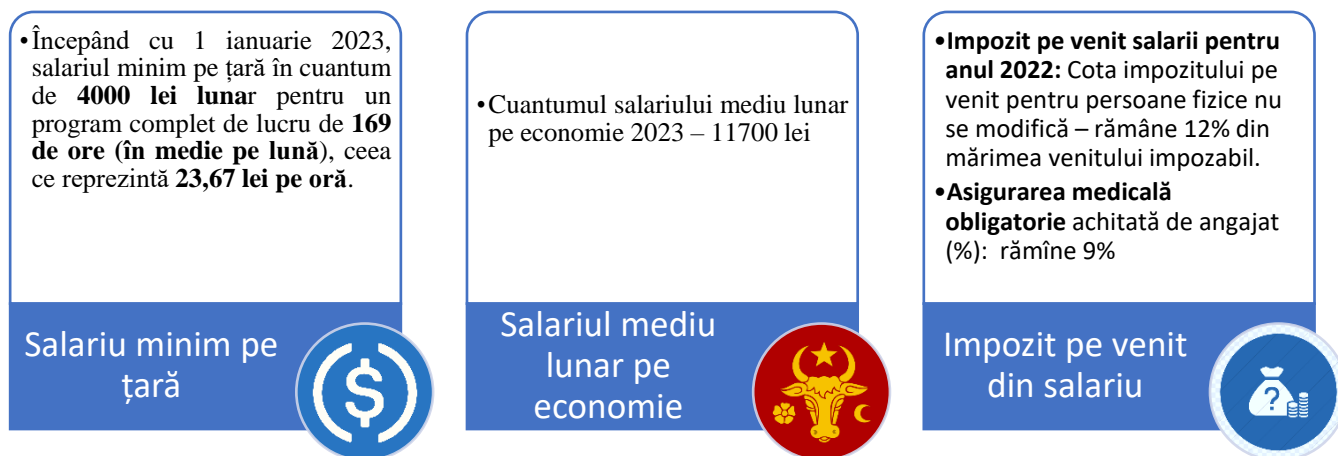 •Începând cu 1 ianuarie 2023,
salariul minim pe țară în cuantum
de 4000 lei lunar pentru un
program complet de lucru de 169
de ore (în medie pe lună), ceea
ce reprezintă 23,67 lei pe oră.
Salariu minim pe
țară
•Cuantumul salariului mediu lunar
pe economie 2023 – 11700 lei
Salariul mediu
lunar pe
economie
•Impozit pe venit salarii pentru
anul 2022: Cota impozitului pe
venit pentru persoane fizice nu
se modifică – rămâne 12% din
mărimea venitului impozabil.
•Asigurarea medicală
obligatorie achitată de angajat
(%): rămîne 9%
Impozit pe venit
din salariu